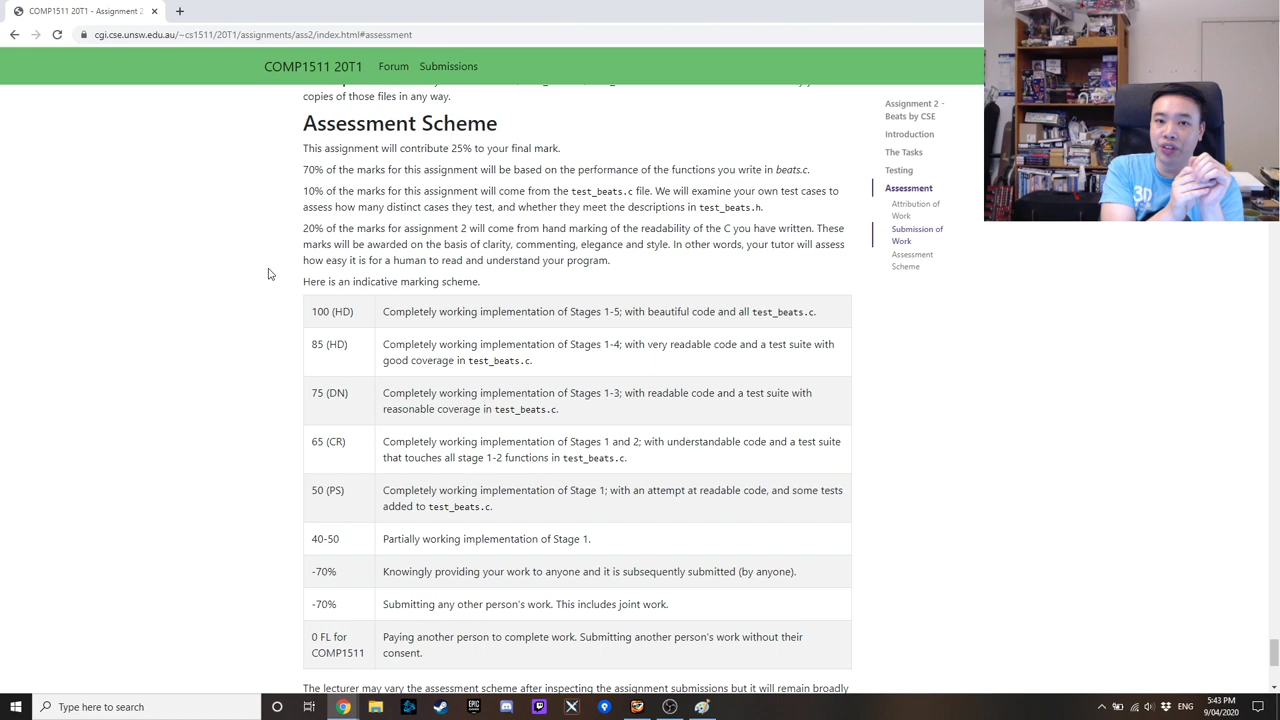 COMP1511 20T1 - Assignment 2
cgi.cse.unsw.edu.au/~cs1511/20T1/assignments/ass2/index.html#assessment
COMP1511 20T1 Forum Submissions
copies of those files in any way.
Assessment Scheme
This assignment will contribute 25% to your final mark.
70% of the marks for this assignment will be based on the performance of the functions you write in beats.c.
10% of the marks for this assignment will come from the test_beats.c file. We will examine your own test cases to
how many distinct cases they test, and whether they meet the descriptions in test_beats.h.
20% of the marks for assignment 2 will come from hand marking of the readability of the C you have written. These
marks will be awarded on the basis of clarity, commenting, elegance and style. In other words, your tutor will assess
how easy it is for a human to read and understand your program.
Here is an indicative marking scheme.
100 (HD) Completely working implementation of Stages 1-5; with beautiful code and all test_beats.c.
85 (HD) Completely working implementation of Stages 1-4; with very readable code and a test suite with
good coverage in test_beats.c.
75 (DN) Completely working implementation of Stages 1-3; with readable code and a test suite with
reasonable coverage in test_beats.c.
65 (CR) Completely working implementation of Stages 1 and 2; with understandable code and a test suite
that touches all stage 1-2 functions in test_beats.c.
50 (PS) Completely working implementation of Stage 1; with an attempt at readable code, and some tests
added to test_beats.c.
40-50 Partially working implementation of Stage 1.
-70% Knowingly providing your work to anyone and it is subsequently submitted (by anyone).
-70% Submitting any other person's work. This includes joint work.
0 FL for
COMP1511
Paying another person to complete work. Submitting another person's work without their
consent.
The lecturer may vary the assessment scheme after inspecting the assignment submissions but it will remain broadly
Assignment 2 -
Beats by CSE
Introduction
The Tasks
Testing
Assessment
Attribution of
Work
Submission of
Work
Assessment
Scheme
3D
Type here to search
EPIC
ENG
5:43 PM
9/04/2020